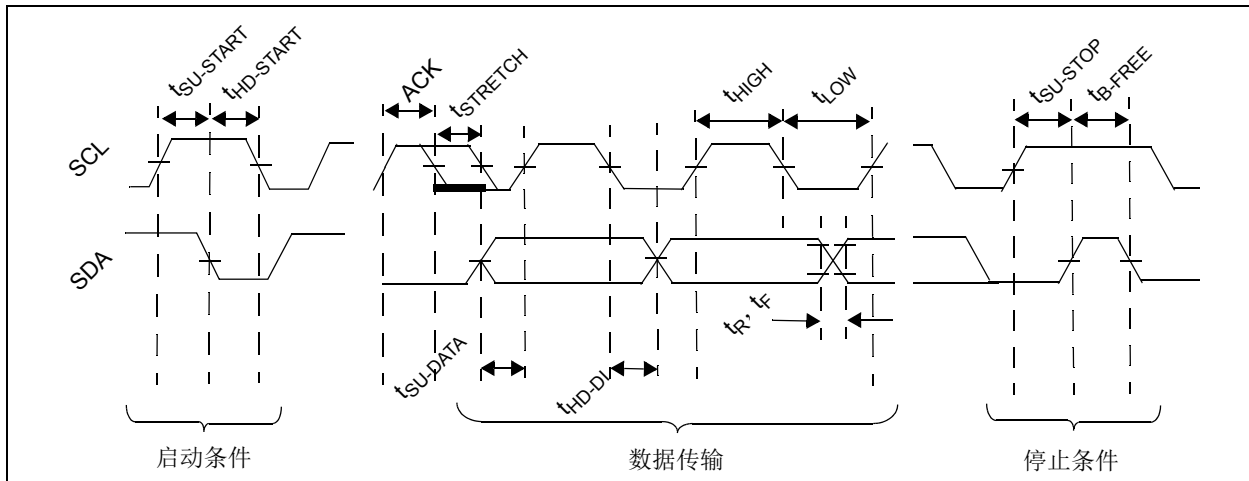 tSU-START
tHD-START
ACK
tSTRETCH
tHIGH
tLOW
tSU-STOP
tB-FREE
SCL
SDA
tR, tF
tSU-DATA
tHD-DI
启动条件
数据传输
停止条件